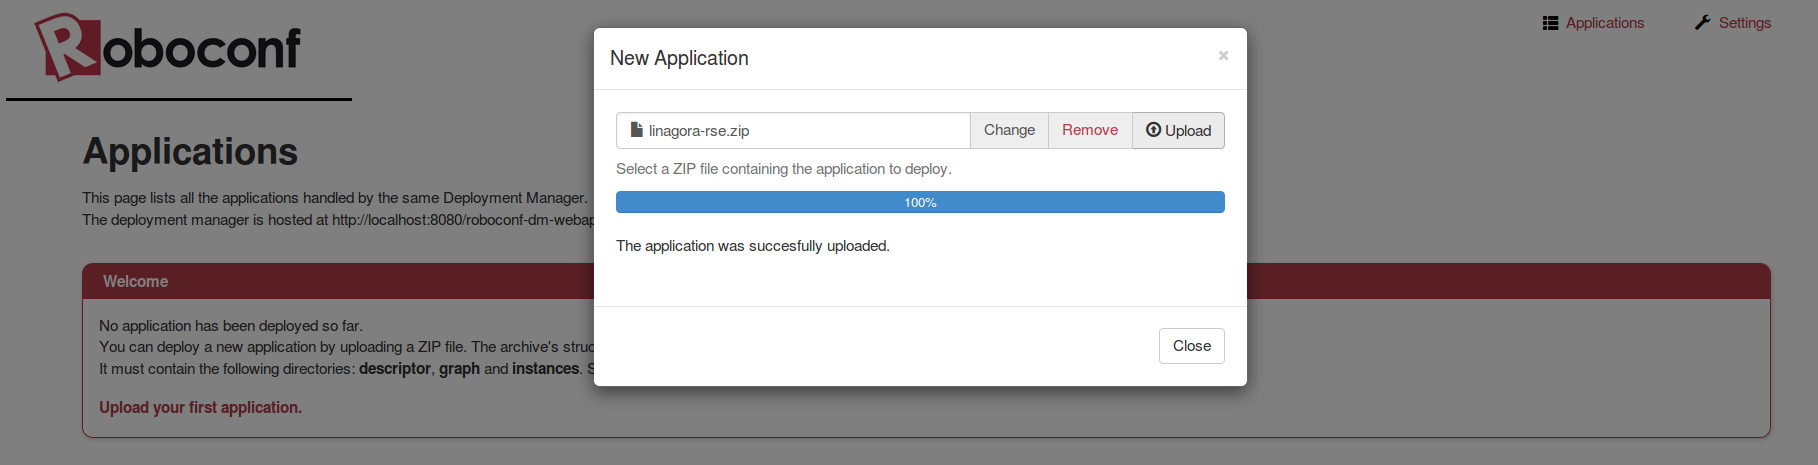 Roboconf
Applications
Settings
New Application
×
linagora-rse.zip
Change
Remove
Upload
Select a ZIP file containing the application to deploy.
100%
The application was succesfully uploaded.
Close
Applications
This page lists all the applications handled by the same Deployment Manager.
The deployment manager is hosted at http://localhost:8080/roboconf-dm-webap
Welcome
No application has been deployed so far.
You can deploy a new application by uploading a ZIP file. The archive's struc
It must contain the following directories: descriptor, graph and instances. S
Upload your first application.